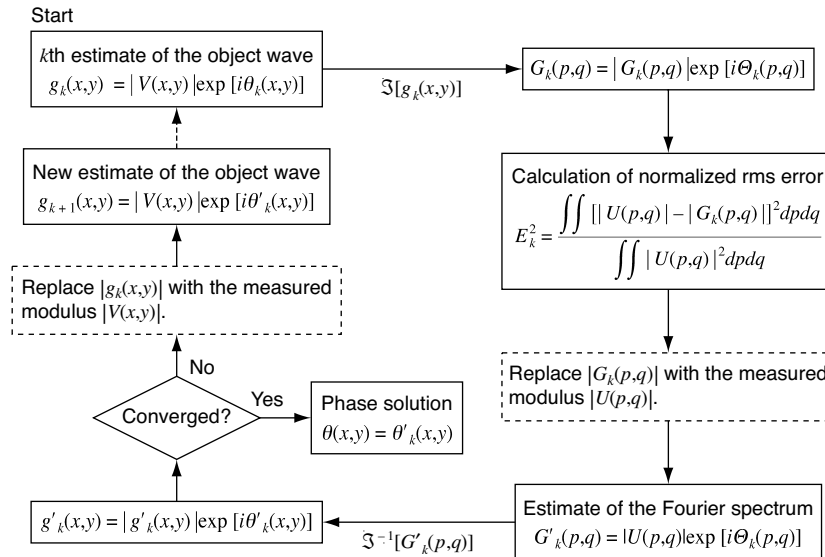 Start
kth estimate of the object wave
g_k(x,y) = |V(x,y)|exp [iθ_k(x,y)]
ℑ[g_k(x,y)]
G_k(p,q) = |G_k(p,q)|exp [iΘ_k(p,q)]
Calculation of normalized rms error
E_k^2 = ∬ [|U(p,q)| – |G_k(p,q)|]^2 dpdq / ∬ |U(p,q)|^2 dpdq
Replace |G_k(p,q)| with the measured
modulus |U(p,q)|.
Estimate of the Fourier spectrum
G'_k(p,q) = |U(p,q)|exp [iΘ_k(p,q)]
ℑ^-1[G'_k(p,q)]
g'_k(x,y) = |g'_k(x,y)|exp [iθ'_k(x,y)]
Converged?
Yes
Phase solution
θ(x,y) = θ'_k(x,y)
No
Replace |g_k(x,y)| with the measured
modulus |V(x,y)|.
New estimate of the object wave
g_{k+1}(x,y) = |V(x,y)|exp [iθ'_k(x,y)]